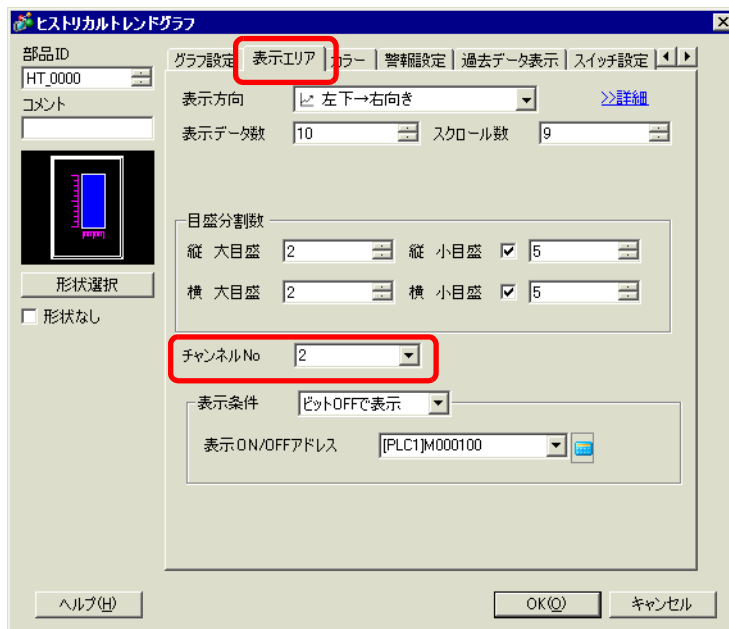 ヒストリカルトレンドグラフ
部品ID
HT_0000
コメント
形状選択
形状なし
グラフ設定 表示エリア カラー 警報設定 過去データ表示 スイッチ設定
表示方向 左下→右向き >>詳細
表示データ数 10 スクロール数 9
目盛分割数
縦 大目盛 2 縦 小目盛 5
横 大目盛 2 横 小目盛 5
チャンネルNo 2
表示条件 ビットOFFで表示
表示ON/OFFアドレス [PLC1]M000100
ヘルプ(H) OK(O) キャンセル